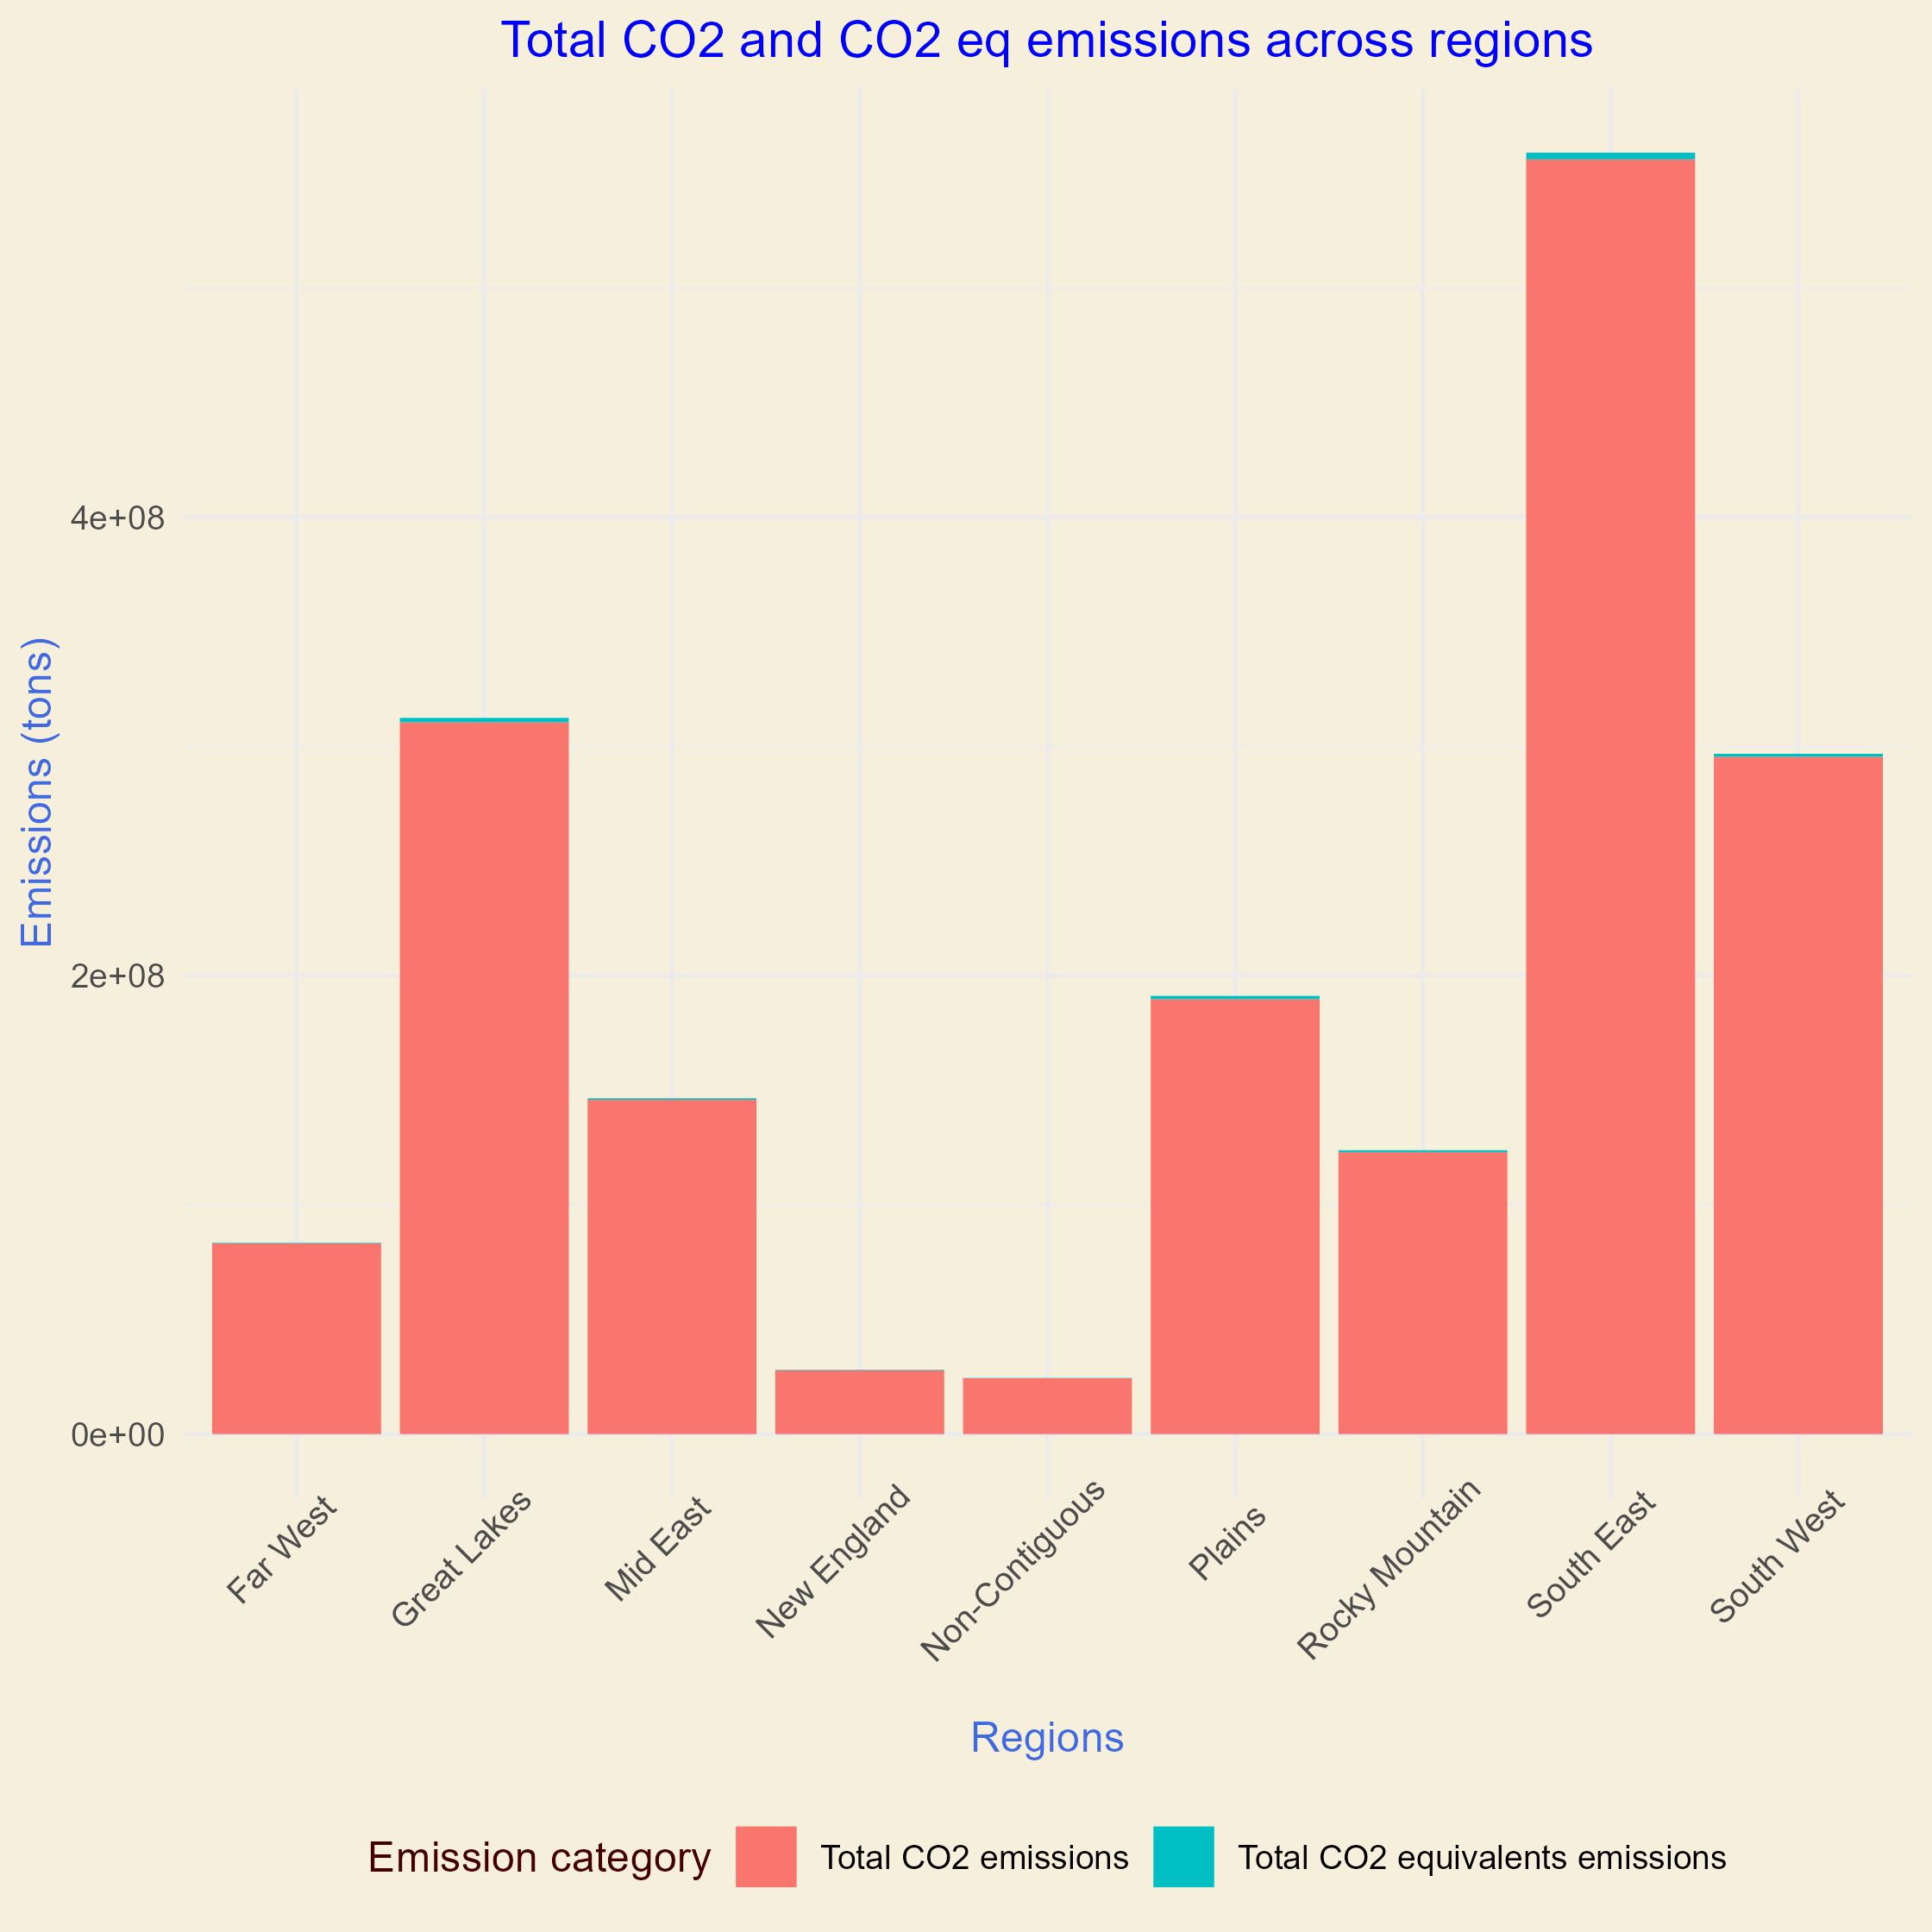 Total CO2 and CO2 eq emissions across regions
Emissions (tons)
4e+08
2e+08
0e+00
Far West
Great Lakes
Mid East
New England
Non-Contiguous
Plains
Rocky Mountain
South East
South West
Regions
Emission category
Total CO2 emissions
Total CO2 equivalents emissions